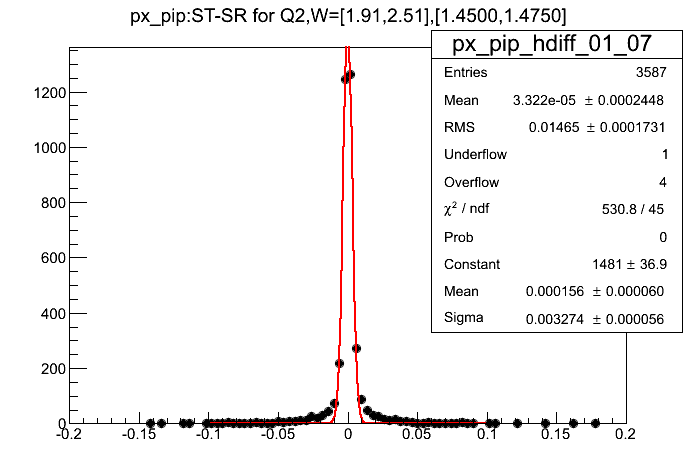 px_pip:ST-SR for Q2,W=[1.91,2.51],[1.4500,1.4750]
px_pip_hdiff_01_07
Entries 3587
Mean 3.322e-05 ± 0.0002448
RMS 0.01465 ± 0.0001731
Underflow 1
Overflow 4
χ² / ndf 530.8 / 45
Prob 0
Constant 1481 ± 36.9
Mean 0.000156 ± 0.000060
Sigma 0.003274 ± 0.000056
1200
1000
800
600
400
200
0
-0.2 -0.15 -0.1 -0.05 0 0.05 0.1 0.15 0.2